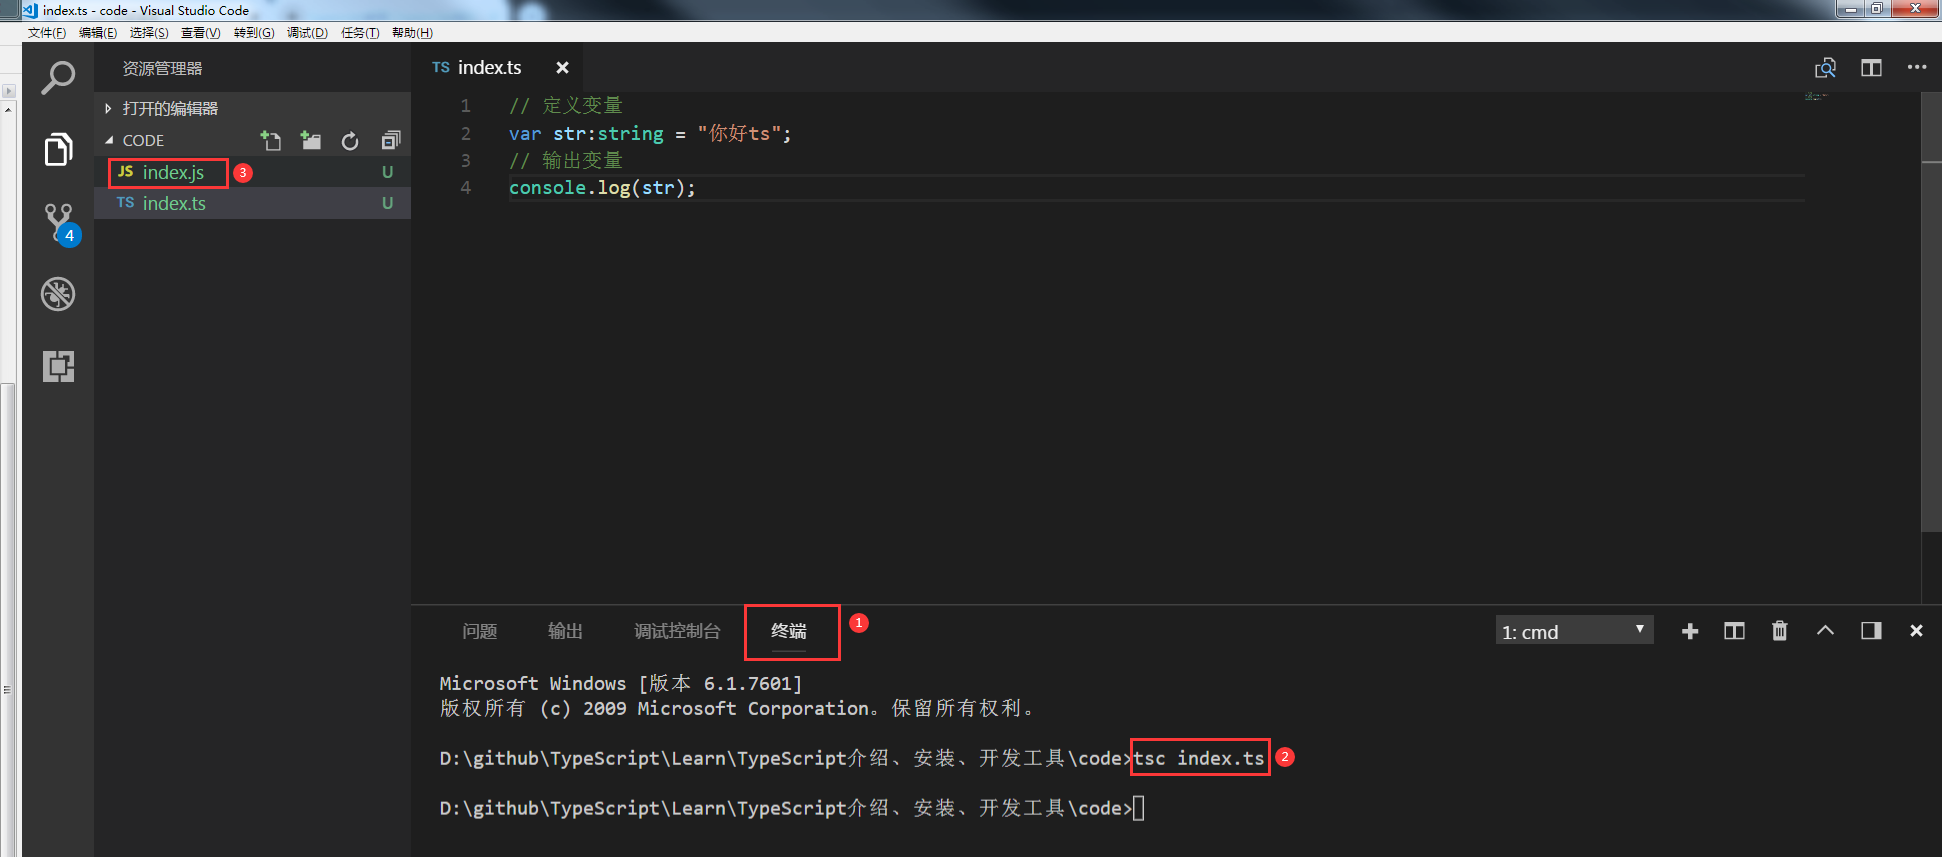 index.ts - code - Visual Studio Code
文件(F) 编辑(E) 选择(S) 查看(V) 转到(G) 调试(D) 任务(T) 帮助(H)
资源管理器
打开的编辑器
CODE
JS index.js 3 U
TS index.ts U
4
TS index.ts
1 // 定义变量
2 var str:string = "你好ts";
3 // 输出变量
4 console.log(str);
问题 输出 调试控制台 终端 1
1: cmd
Microsoft Windows [版本 6.1.7601]
版权所有 (c) 2009 Microsoft Corporation。保留所有权利。
D:\github\TypeScript\Learn\TypeScript介绍、安装、开发工具\code>tsc index.ts 2
D:\github\TypeScript\Learn\TypeScript介绍、安装、开发工具\code>